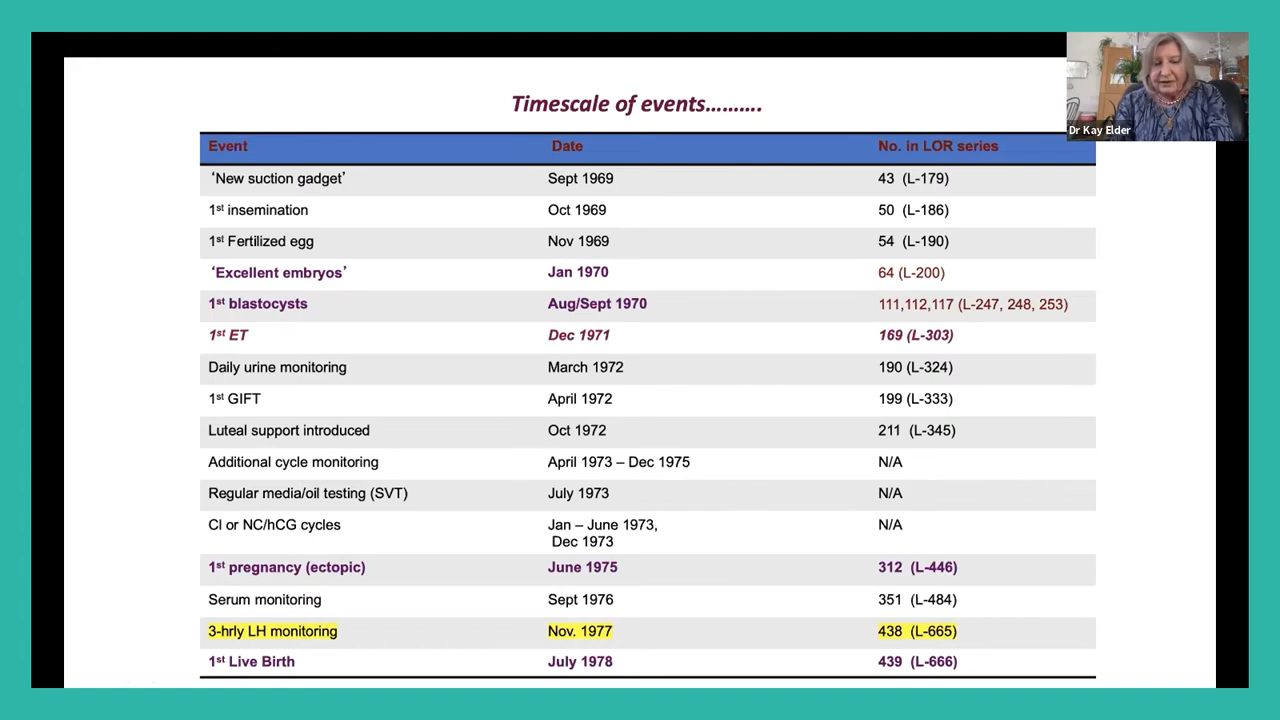 Timescale of events..........
Dr Kay Elder
Event Date No. in LOR series
‘New suction gadget’ Sept 1969 43 (L-179)
1st insemination Oct 1969 50 (L-186)
1st Fertilized egg Nov 1969 54 (L-190)
‘Excellent embryos’ Jan 1970 64 (L-200)
1st blastocysts Aug/Sept 1970 111,112,117 (L-247, 248, 253)
1st ET Dec 1971 169 (L-303)
Daily urine monitoring March 1972 190 (L-324)
1st GIFT April 1972 199 (L-333)
Luteal support introduced Oct 1972 211 (L-345)
Additional cycle monitoring April 1973 – Dec 1975 N/A
Regular media/oil testing (SVT) July 1973 N/A
Cl or NC/hCG cycles Jan – June 1973, N/A
Dec 1973
1st pregnancy (ectopic) June 1975 312 (L-446)
Serum monitoring Sept 1976 351 (L-484)
3-hrly LH monitoring Nov. 1977 438 (L-665)
1st Live Birth July 1978 439 (L-666)